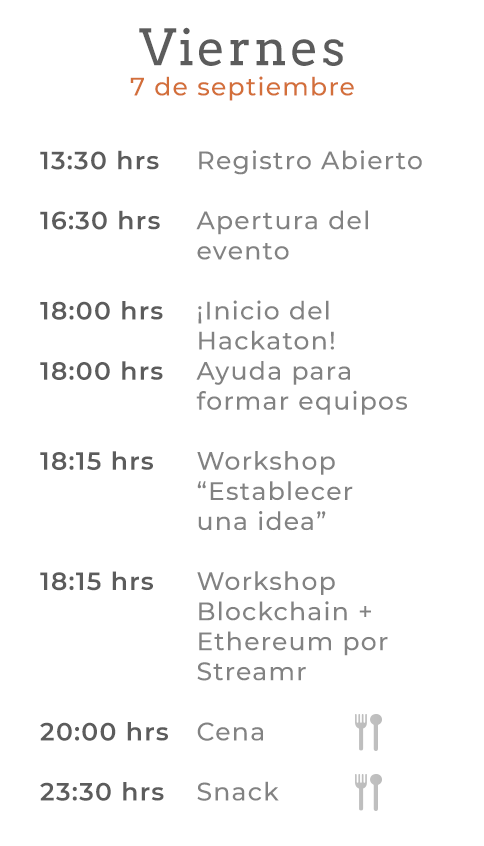 Viernes
7 de septiembre
13:30 hrs Registro Abierto
16:30 hrs Apertura del
evento
18:00 hrs ¡Inicio del
Hackaton!
18:00 hrs Ayuda para
formar equipos
18:15 hrs Workshop
“Establecer
una idea”
18:15 hrs Workshop
Blockchain +
Ethereum por
Streamr
20:00 hrs Cena
23:30 hrs Snack